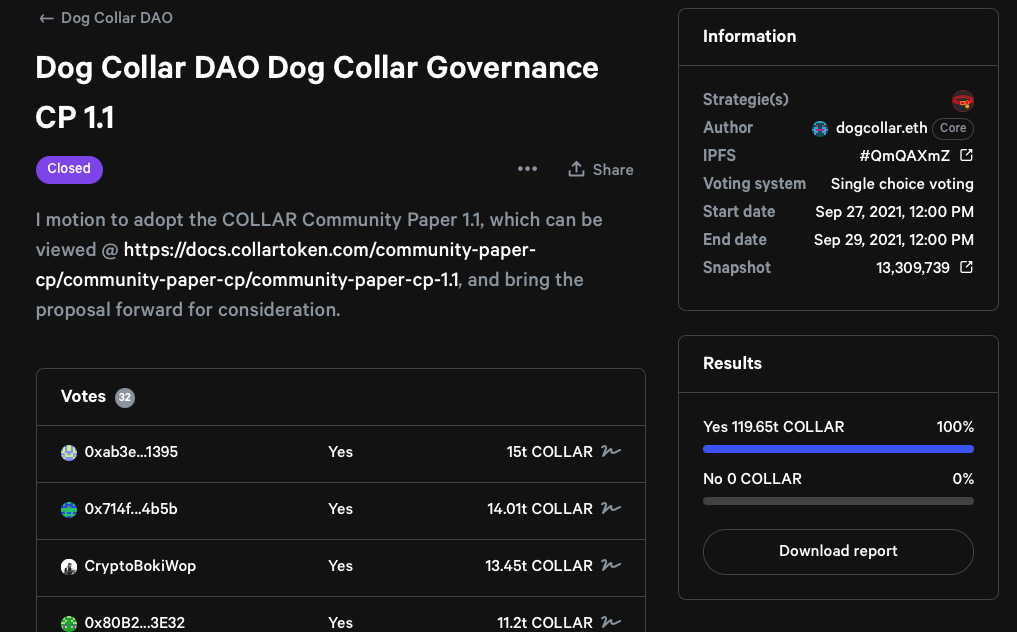 ← Dog Collar DAO
Dog Collar DAO Dog Collar Governance
CP 1.1
Closed
Share
I motion to adopt the COLLAR Community Paper 1.1, which can be
viewed @ https://docs.collartoken.com/community-paper-
cp/community-paper-cp/community-paper-cp-1.1, and bring the
proposal forward for consideration.
Votes 32
0xab3e...1395 Yes 15t COLLAR
0x714f...4b5b Yes 14.01t COLLAR
CryptoBokiWop Yes 13.45t COLLAR
0x80B2...3E32 Yes 11.2t COLLAR
Information
Strategie(s)
Author dogcollar.eth Core
IPFS #QmQAXmZ
Voting system Single choice voting
Start date Sep 27, 2021, 12:00 PM
End date Sep 29, 2021, 12:00 PM
Snapshot 13,309,739
Results
Yes 119.65t COLLAR 100%
No 0 COLLAR 0%
Download report